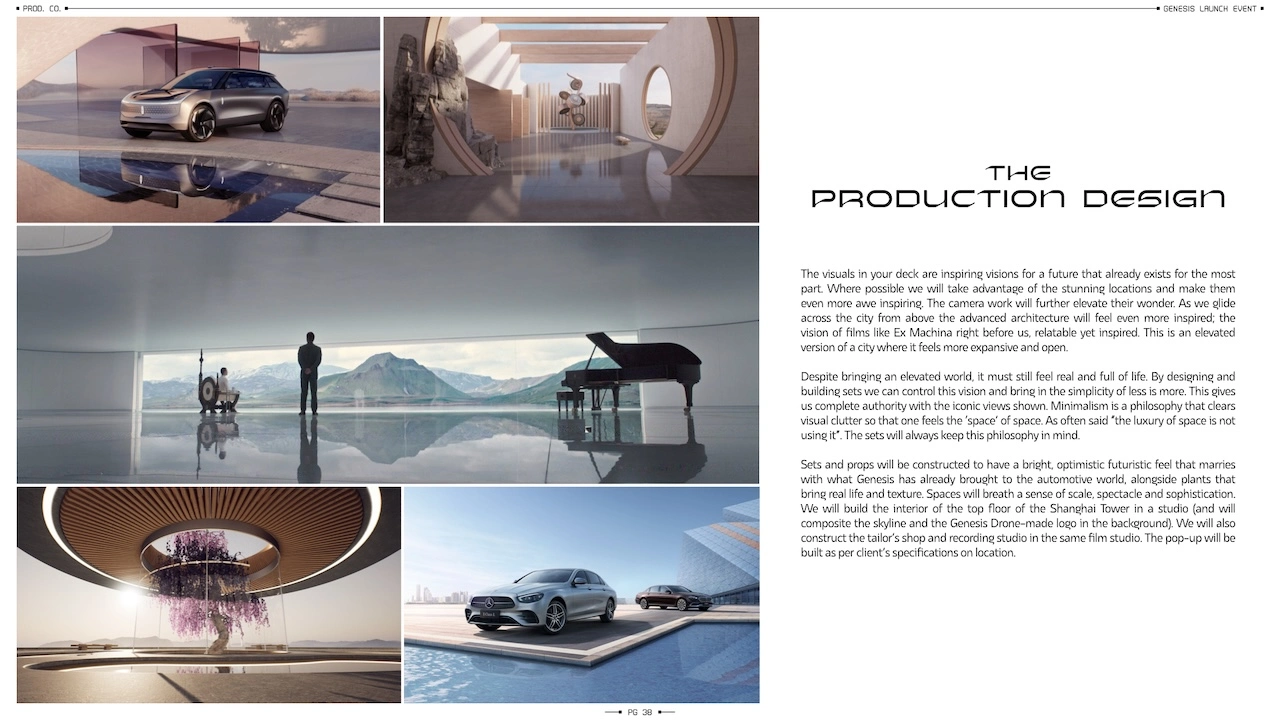 PROD. CO.
GENESIS LAUNCH EVENT
THE
PRODUCTION DESIGN
The visuals in your deck are inspiring visions for a future that already exists for the most
part. Where possible we will take advantage of the stunning locations and make them
even more awe inspiring. The camera work will further elevate their wonder. As we glide
across the city from above the advanced architecture will feel even more inspired; the
vision of films like Ex Machina right before us, relatable yet inspired. This is an elevated
version of a city where it feels more expansive and open.
Despite bringing an elevated world, it must still feel real and full of life. By designing and
building sets we can control this vision and bring in the simplicity of less is more. This gives
us complete authority with the iconic views shown. Minimalism is a philosophy that clears
visual clutter so that one feels the 'space' of space. As often said "the luxury of space is not
using it". The sets will always keep this philosophy in mind.
Sets and props will be constructed to have a bright, optimistic futuristic feel that marries
with what Genesis has already brought to the automotive world, alongside plants that
bring real life and texture. Spaces will breath a sense of scale, spectacle and sophistication.
We will build the interior of the top floor of the Shanghai Tower in a studio (and will
composite the skyline and the Genesis Drone-made logo in the background). We will also
construct the tailor's shop and recording studio in the same film studio. The pop-up will be
built as per client's specifications on location.
PG 38